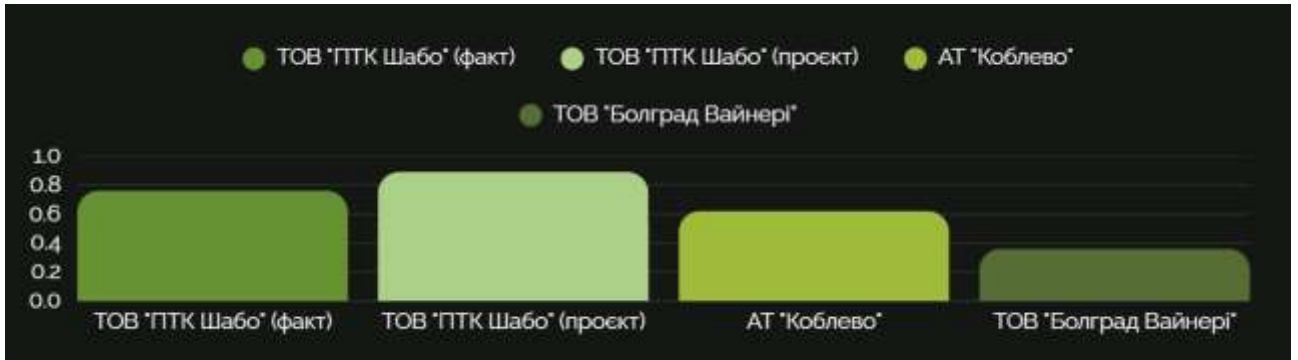 ТОВ "ПТК Шабо" (факт) ТОВ "ПТК Шабо" (проєкт) АТ "Коблево"
ТОВ "Болград Вайнері"
1.0
0.8
0.6
0.4
0.2
0.0
ТОВ "ПТК Шабо" (факт) ТОВ "ПТК Шабо" (проєкт) АТ "Коблево" ТОВ "Болград Вайнері"